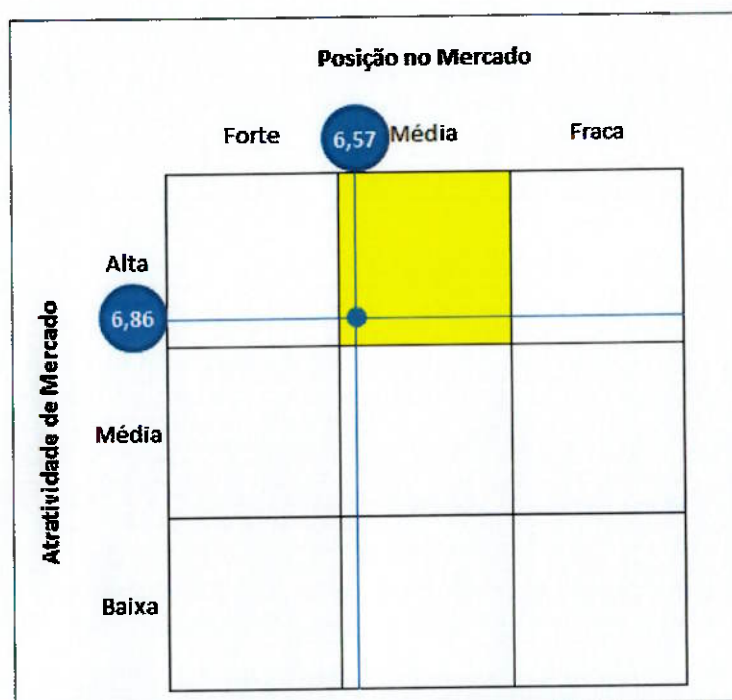 Posição no Mercado
Forte
6,57
Média
Fraca
Alta
6,86
Atratividade de Mercado
Média
Baixa